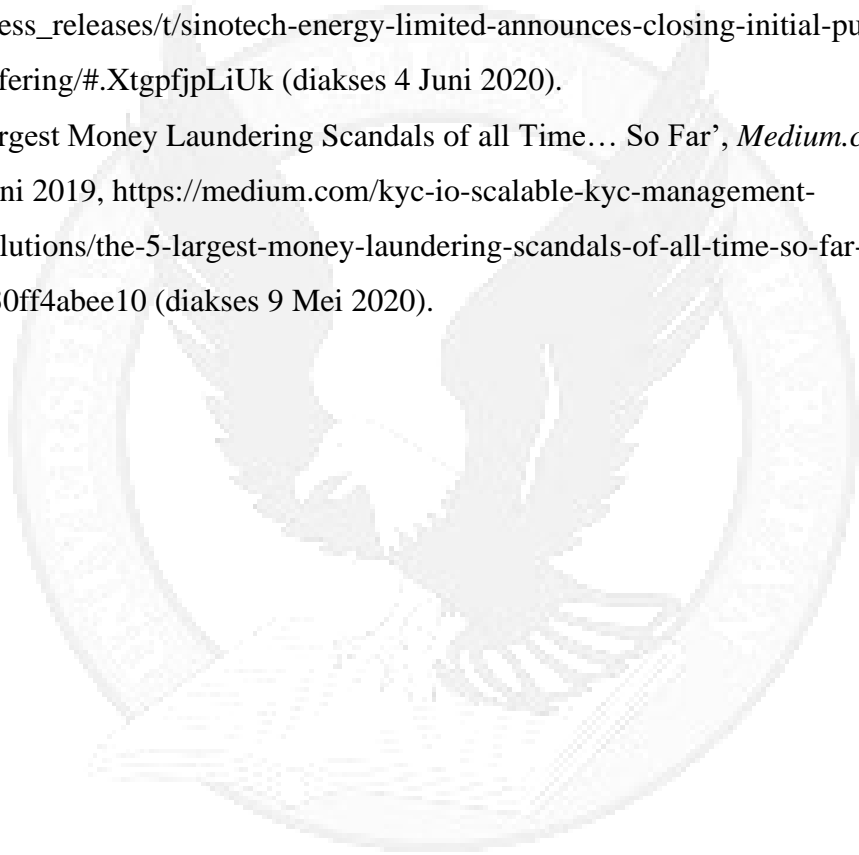 ess_releases/t/sinotech-energy-limited-announces-closing-initial-pu
fering/#.XtgpfjpLiUk (diakses 4 Juni 2020).
rgest Money Laundering Scandals of all Time… So Far’, Medium.c
ni 2019, https://medium.com/kyc-io-scalable-kyc-management-
lutions/the-5-largest-money-laundering-scandals-of-all-time-so-far-
30ff4abee10 (diakses 9 Mei 2020).